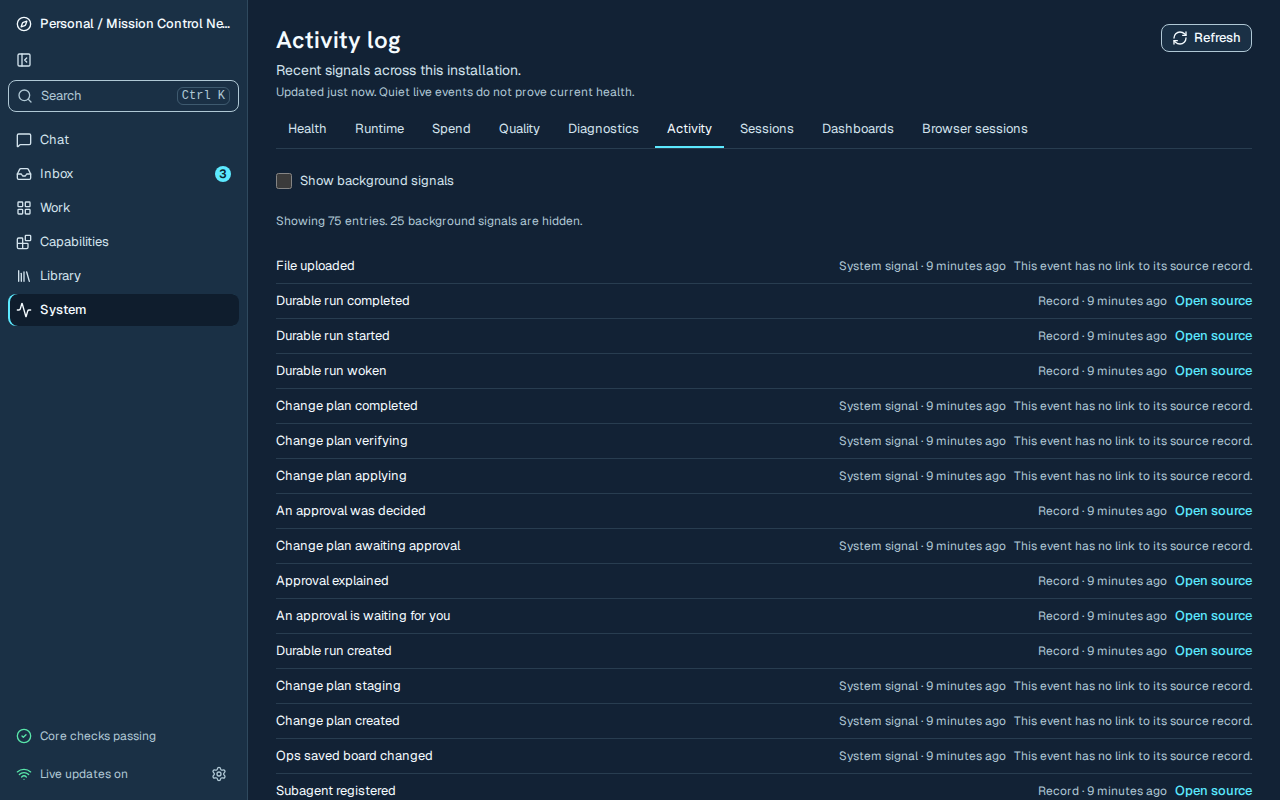 Personal / Mission Control Ne...
Search Ctrl K
Chat
Inbox 3
Work
Capabilities
Library
System
Core checks passing
Live updates on
Activity log
Refresh
Recent signals across this installation.
Updated just now. Quiet live events do not prove current health.
Health Runtime Spend Quality Diagnostics Activity Sessions Dashboards Browser sessions
Show background signals
Showing 75 entries. 25 background signals are hidden.
File uploaded System signal · 9 minutes ago This event has no link to its source record.
Durable run completed Record · 9 minutes ago Open source
Durable run started Record · 9 minutes ago Open source
Durable run woken Record · 9 minutes ago Open source
Change plan completed System signal · 9 minutes ago This event has no link to its source record.
Change plan verifying System signal · 9 minutes ago This event has no link to its source record.
Change plan applying System signal · 9 minutes ago This event has no link to its source record.
An approval was decided Record · 9 minutes ago Open source
Change plan awaiting approval System signal · 9 minutes ago This event has no link to its source record.
Approval explained Record · 9 minutes ago Open source
An approval is waiting for you Record · 9 minutes ago Open source
Durable run created Record · 9 minutes ago Open source
Change plan staging System signal · 9 minutes ago This event has no link to its source record.
Change plan created System signal · 9 minutes ago This event has no link to its source record.
Ops saved board changed System signal · 9 minutes ago This event has no link to its source record.
Subagent registered Record · 9 minutes ago Open source